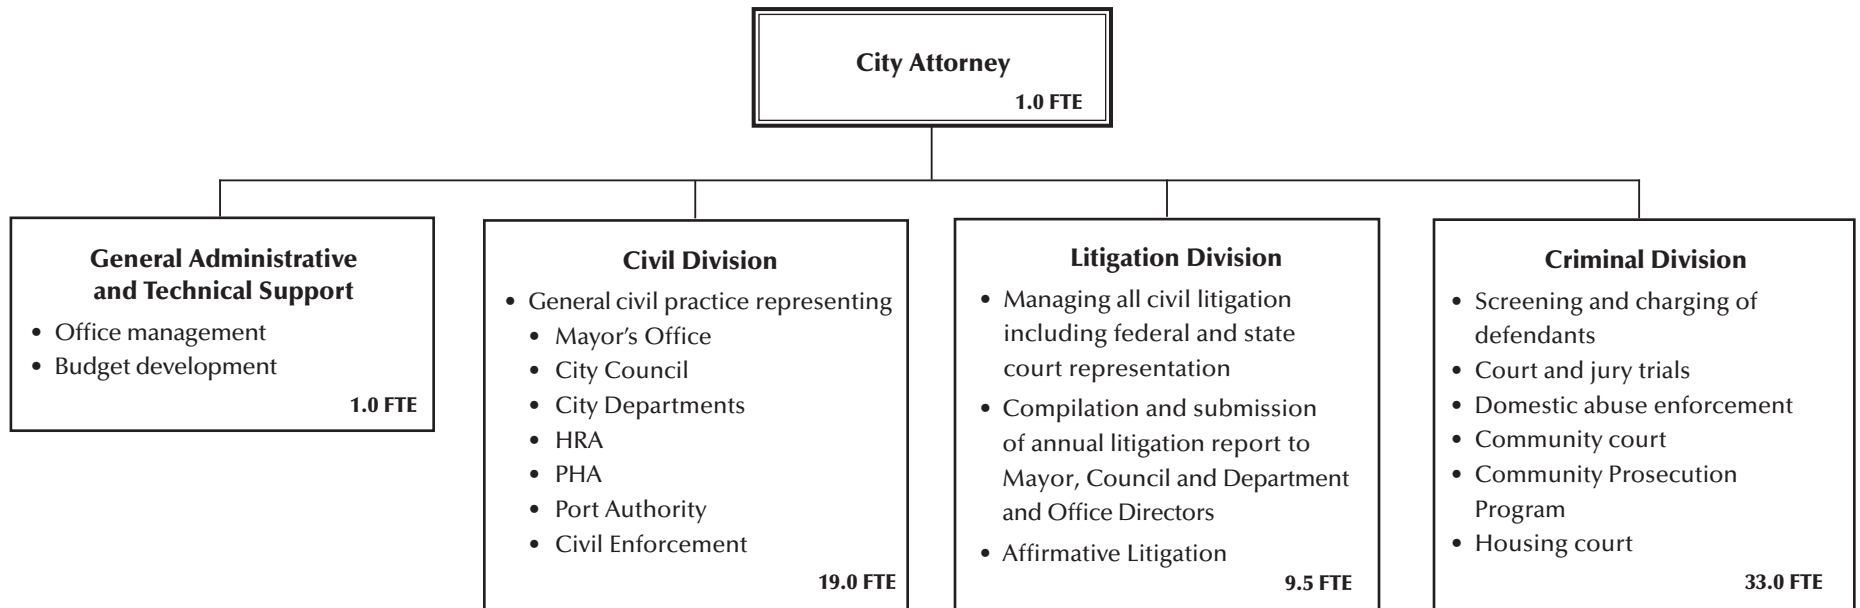 City Attorney
1.0 FTE
General Administrative
and Technical Support
• Office management
• Budget development
1.0 FTE
Civil Division
• General civil practice representing
• Mayor’s Office
• City Council
• City Departments
• HRA
• PHA
• Port Authority
• Civil Enforcement
19.0 FTE
Litigation Division
• Managing all civil litigation
including federal and state
court representation
• Compilation and submission
of annual litigation report to
Mayor, Council and Department
and Office Directors
• Affirmative Litigation
9.5 FTE
Criminal Division
• Screening and charging of
defendants
• Court and jury trials
• Domestic abuse enforcement
• Community court
• Community Prosecution
Program
• Housing court
33.0 FTE